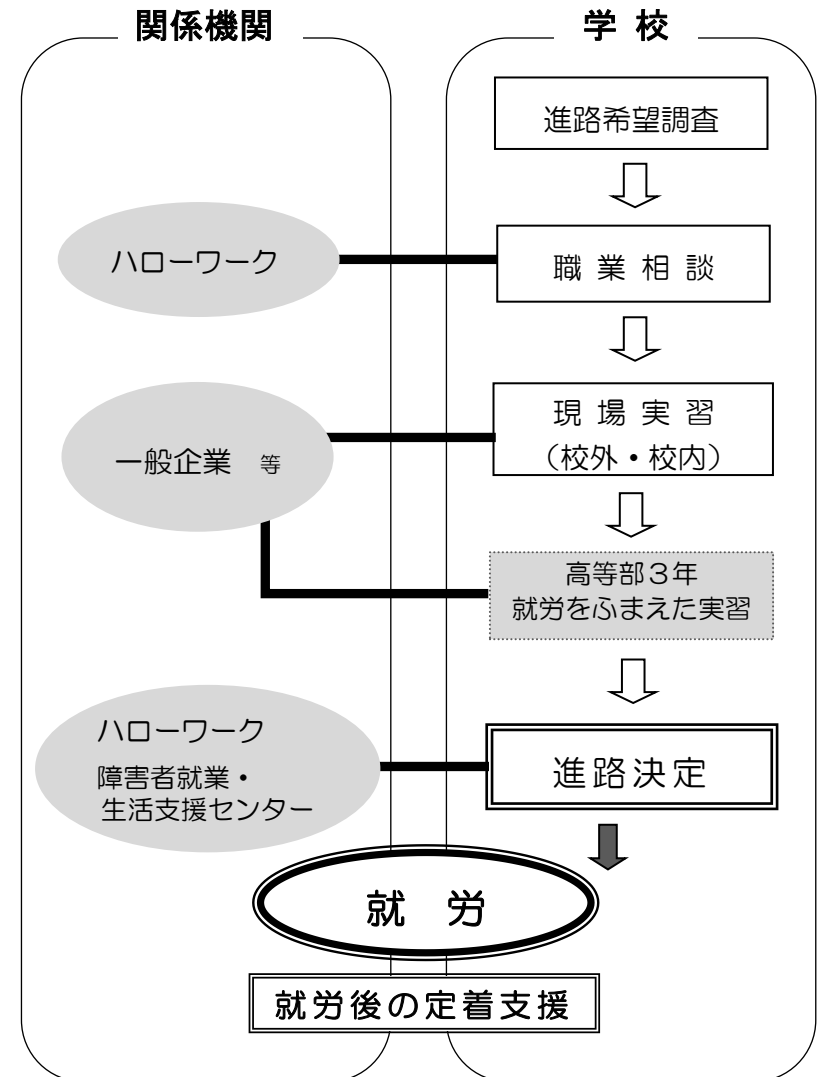 関係機関
学 校
進路希望調査
ハローワーク
職 業 相 談
一般企業 等
現 場 実 習
（校外・校内）
高等部３年
就労をふまえた実習
ハローワーク
障害者就業・
生活支援センター
進路決定
就 労
就労後の定着支援